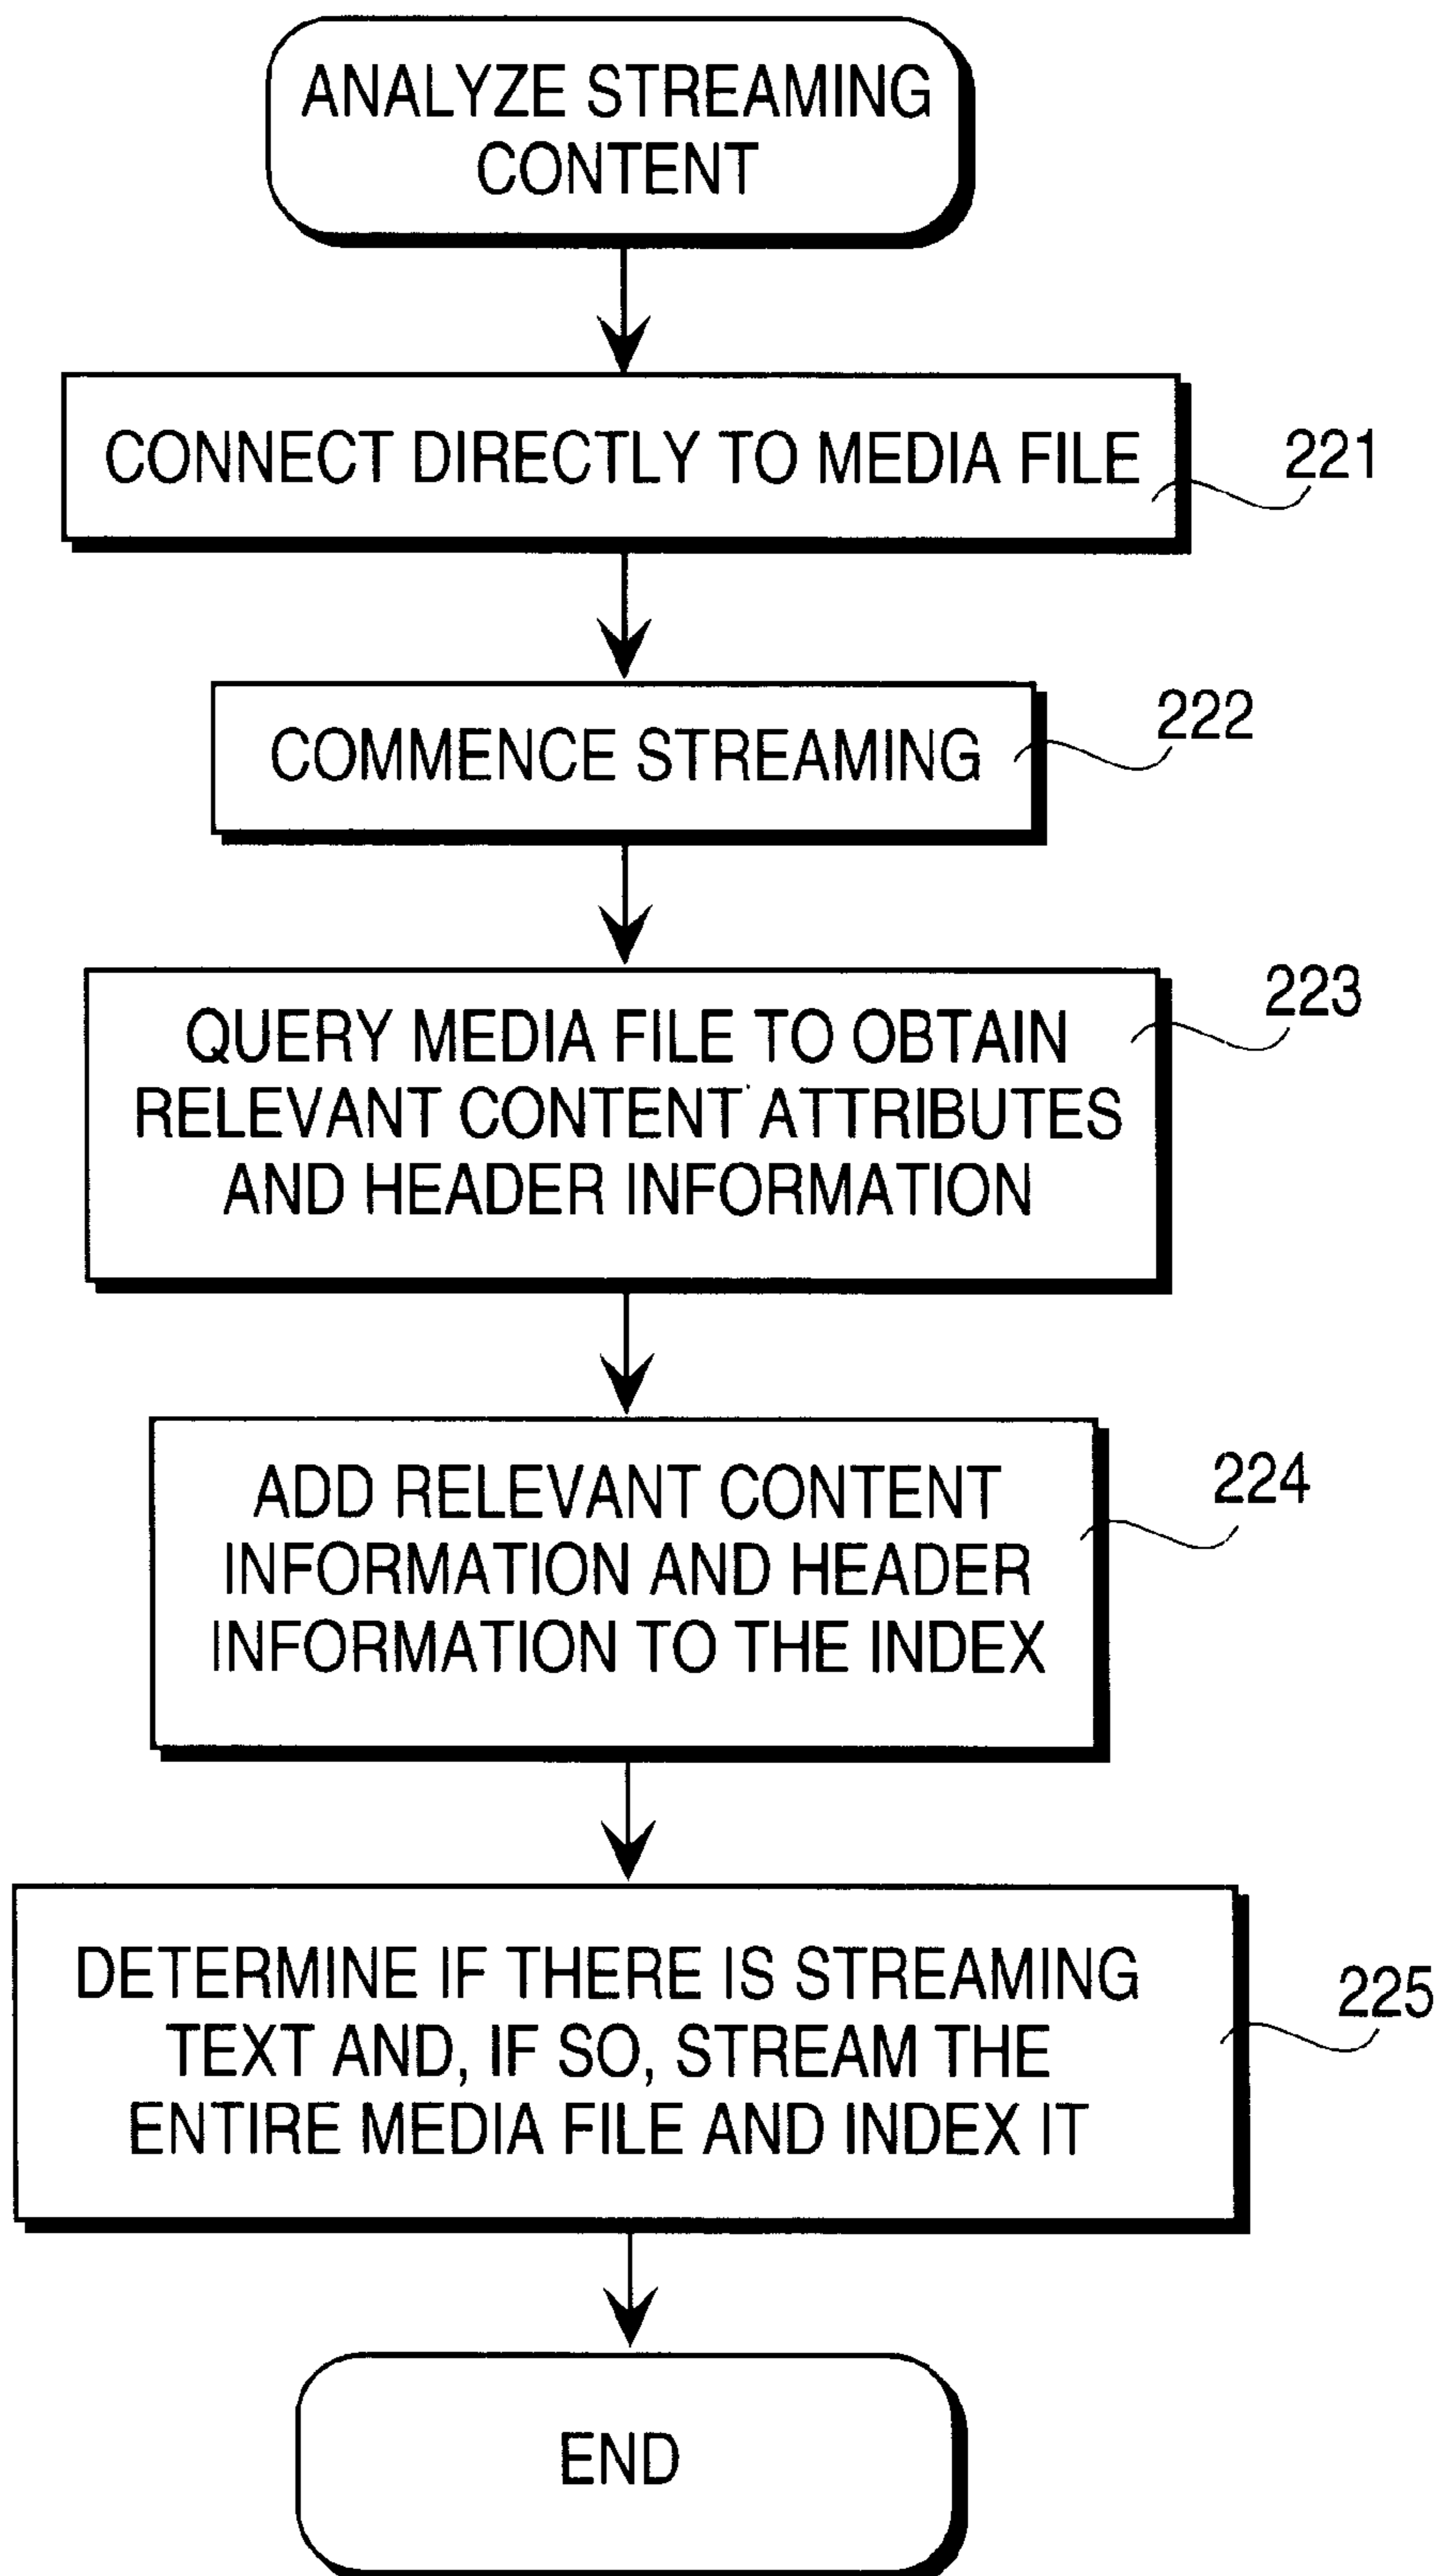 ANALYZE STREAMING
CONTENT
CONNECT DIRECTLY TO MEDIA FILE
221
COMMENCE STREAMING
222
QUERY MEDIA FILE TO OBTAIN
RELEVANT CONTENT ATTRIBUTES
AND HEADER INFORMATION
223
ADD RELEVANT CONTENT
INFORMATION AND HEADER
INFORMATION TO THE INDEX
224
DETERMINE IF THERE IS STREAMING
TEXT AND, IF SO, STREAM THE
ENTIRE MEDIA FILE AND INDEX IT
225
END